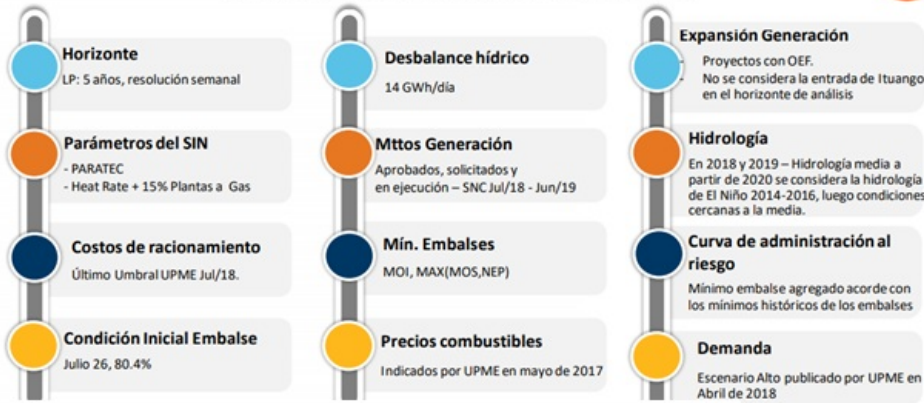 Horizonte
LP: 5 años, resolución semanal
Parámetros del SIN
- PARATEC
- Heat Rate + 15% Plantas a Gas
Costos de racionamiento
Último Umbral UPME Jul/18.
Condición Inicial Embalse
Julio 26, 80.4%
Desbalance hídrico
14 GWh/día
Mttos Generación
Aprobados, solicitados y
en ejecución – SNC Jul/18 - Jun/19
Mín. Embalses
MOI, MAX(MOS,NEP)
Precios combustibles
Indicados por UPME en mayo de 2017
Expansión Generación
- Proyectos con OEF.
- No se considera la entrada de Ituango
en el horizonte de análisis
Hidrología
En 2018 y 2019 – Hidrología media a
partir de 2020 se considera la hidrología
de El Niño 2014-2016, luego condiciones
cercanas a la media.
Curva de administración al
riesgo
Mínimo embalse agregado acorde con
los mínimos históricos de los embalses
Demanda
Escenario Alto publicado por UPME en
Abril de 2018